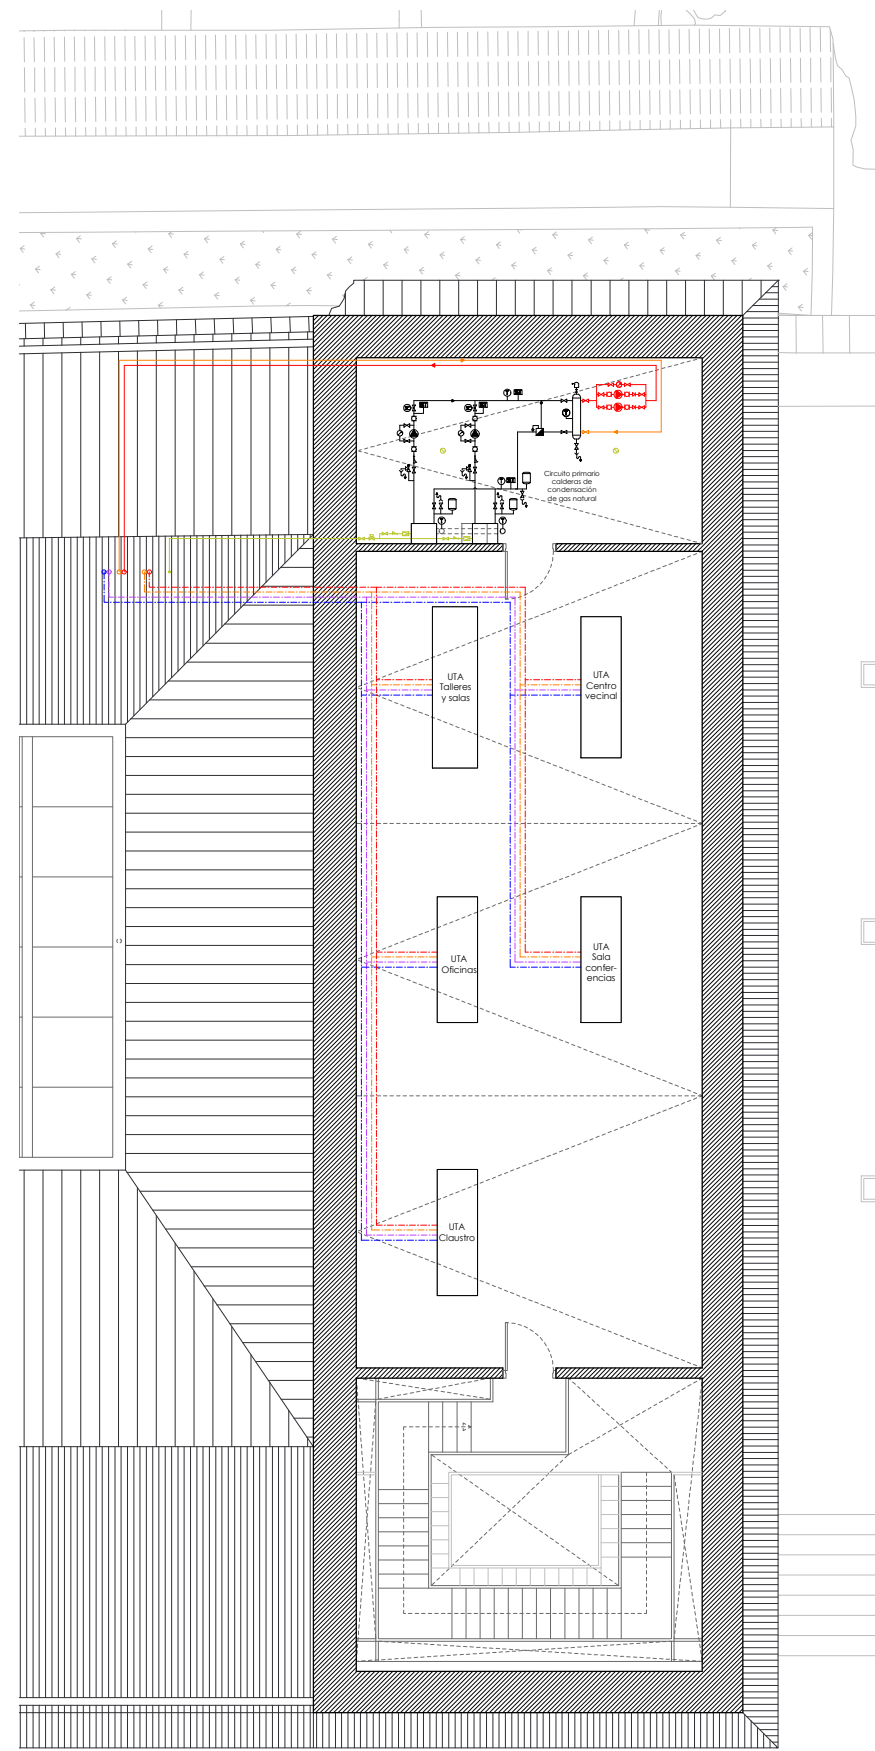 Circuito primario
calderas de
condensación
de gas natural
UTA
Talleres
y salas
UTA
Centro
vecinal
UTA
Oficinas
UTA
Sala
confer-
encias
UTA
Claustro